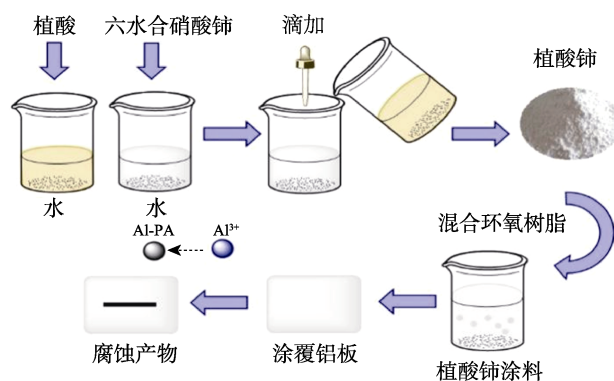 植酸
六水合硝酸铈
滴加
植酸铈
水
水
Al-PA
Al³⁺
混合环氧树脂
腐蚀产物
涂覆铝板
植酸铈涂料